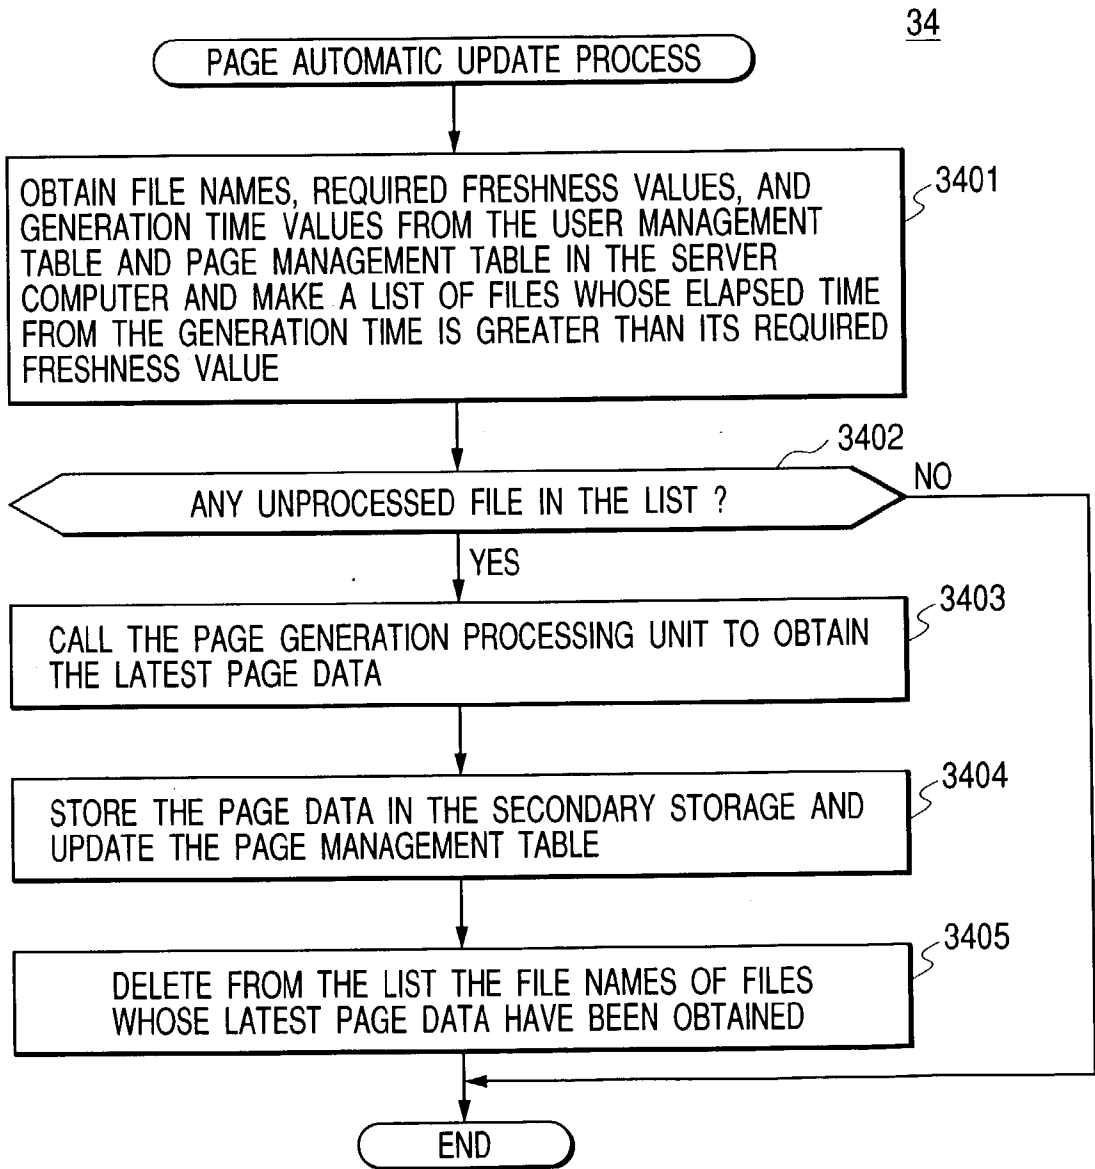 34
PAGE AUTOMATIC UPDATE PROCESS
OBTAIN FILE NAMES, REQUIRED FRESHNESS VALUES, AND
GENERATION TIME VALUES FROM THE USER MANAGEMENT
TABLE AND PAGE MANAGEMENT TABLE IN THE SERVER
COMPUTER AND MAKE A LIST OF FILES WHOSE ELAPSED TIME
FROM THE GENERATION TIME IS GREATER THAN ITS REQUIRED
FRESHNESS VALUE
3401
3402
ANY UNPROCESSED FILE IN THE LIST ?
NO
YES
3403
CALL THE PAGE GENERATION PROCESSING UNIT TO OBTAIN
THE LATEST PAGE DATA
3404
STORE THE PAGE DATA IN THE SECONDARY STORAGE AND
UPDATE THE PAGE MANAGEMENT TABLE
3405
DELETE FROM THE LIST THE FILE NAMES OF FILES
WHOSE LATEST PAGE DATA HAVE BEEN OBTAINED
END